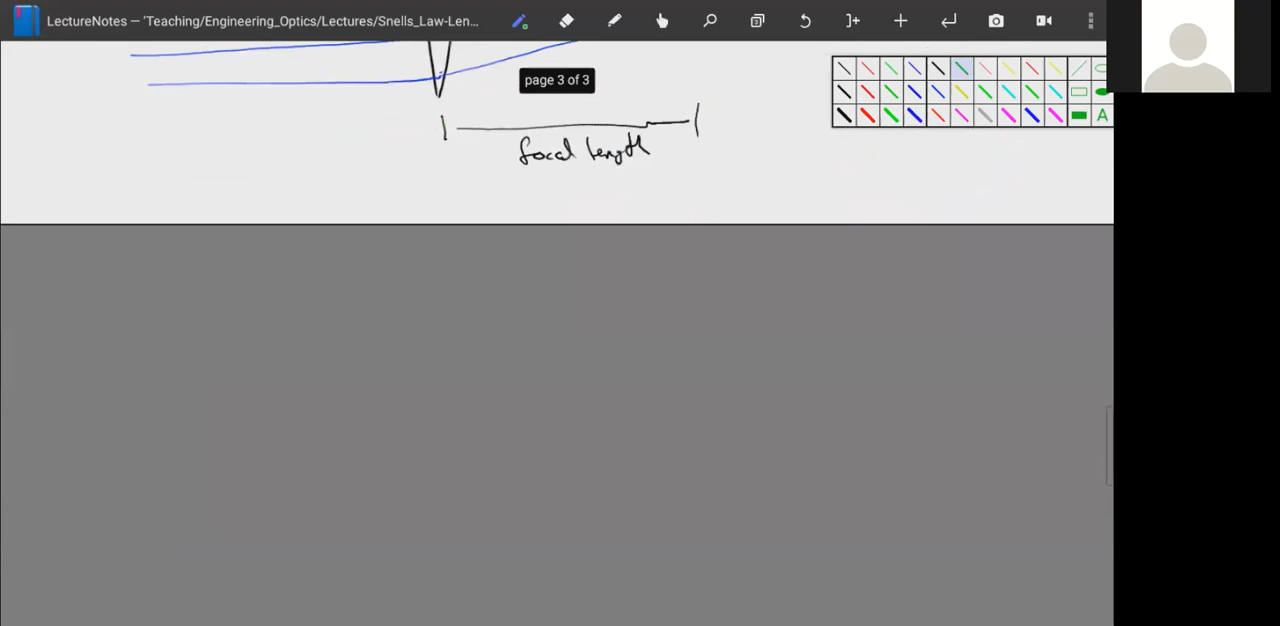 LectureNotes — 'Teaching/Engineering_Optics/Lectures/Snells_Law-Len...
page 3 of 3
A
focal length